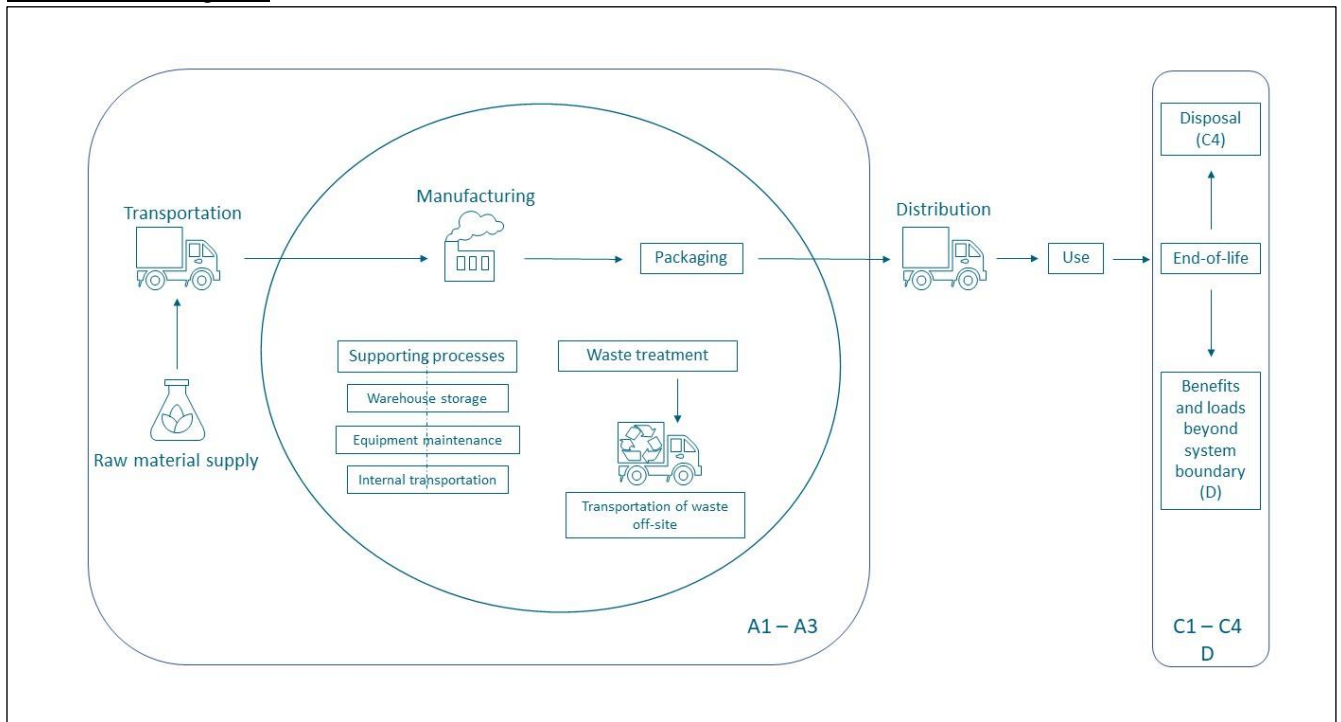 Transportation
Raw material supply
Manufacturing
Packaging
Supporting processes
Warehouse storage
Equipment maintenance
Internal transportation
Waste treatment
Transportation of waste
off-site
A1 – A3
Distribution
Use
Disposal
(C4)
End-of-life
Benefits
and loads
beyond
system
boundary
(D)
C1 – C4
D